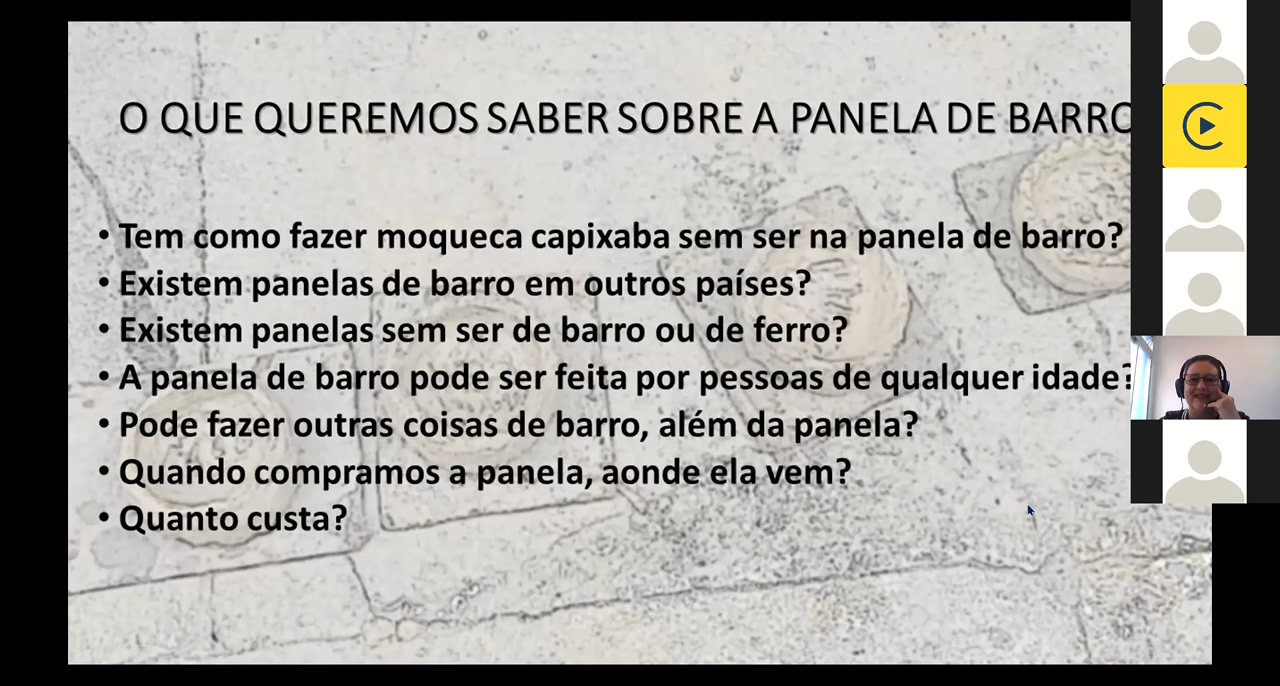 O QUE QUEREMOS SABER SOBRE A PANELA DE BARRO
• Tem como fazer moqueca capixaba sem ser na panela de barro?
• Existem panelas de barro em outros países?
• Existem panelas sem ser de barro ou de ferro?
• A panela de barro pode ser feita por pessoas de qualquer idade?
• Pode fazer outras coisas de barro, além da panela?
• Quando compramos a panela, aonde ela vem?
• Quanto custa?